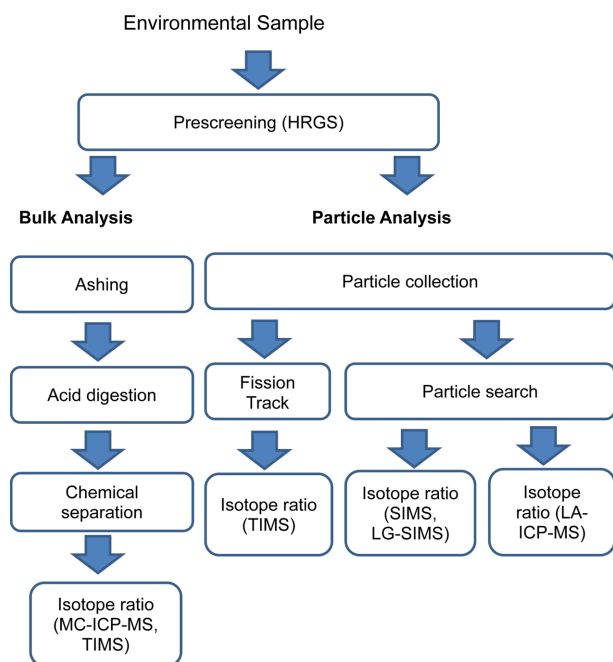 Environmental Sample
Prescreening (HRGS)
Bulk Analysis
Particle Analysis
Ashing
Particle collection
Acid digestion
Fission
Track
Particle search
Chemical
separation
Isotope ratio
(TIMS)
Isotope ratio
(SIMS,
LG-SIMS)
Isotope
ratio (LA-
ICP-MS)
Isotope ratio
(MC-ICP-MS,
TIMS)